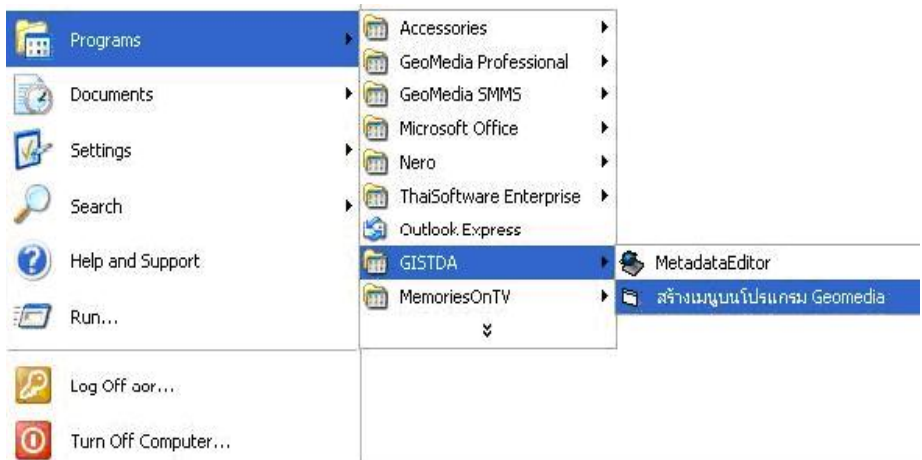 Programs
Documents
Settings
Search
Help and Support
Run...
Log Off aor...
Turn Off Computer...
Accessories
GeoMedia Professional
GeoMedia SMMS
Microsoft Office
Nero
ThaiSoftware Enterprise
Outlook Express
GISTDA
MemoriesOnTV
MetadataEditor
สร้างเมนูบนโปรแกรม Geomedia